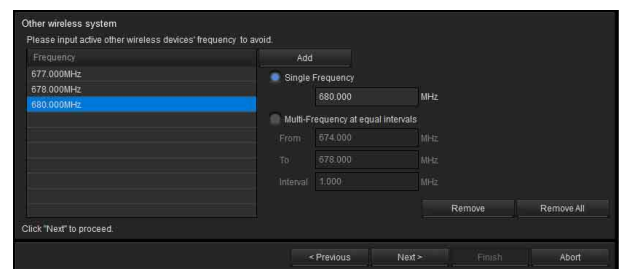 Other wireless system
Please input active other wireless devices' frequency to avoid.
Frequency
677.000MHz
678.000MHz
680.000MHz
Add
Single Frequency
680.000 MHz
Multi-Frequency at equal intervals
From 674.000 MHz
To 678.000 MHz
Interval 1.000 MHz
Remove Remove All
Click "Next" to proceed.
< Previous Next > Finish Abort